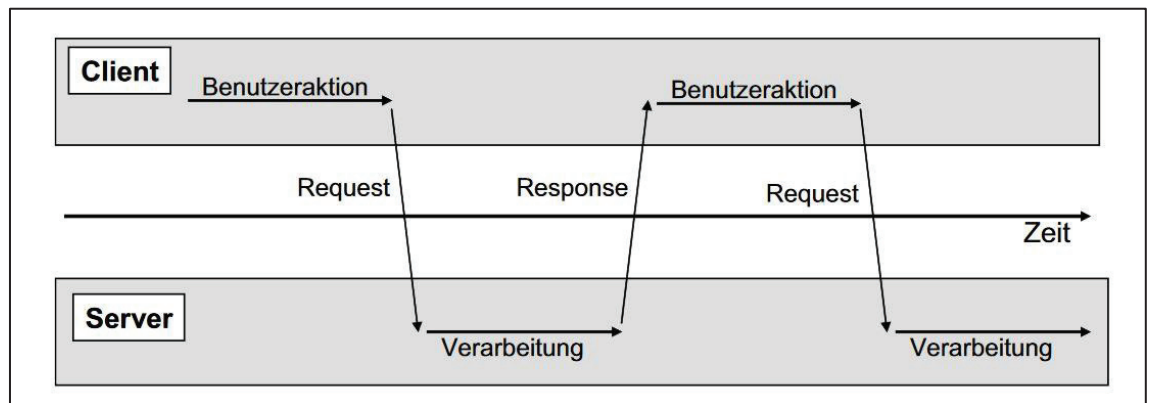 Client
Benutzeraktion
Benutzeraktion
Request
Response
Request
Zeit
Server
Verarbeitung
Verarbeitung